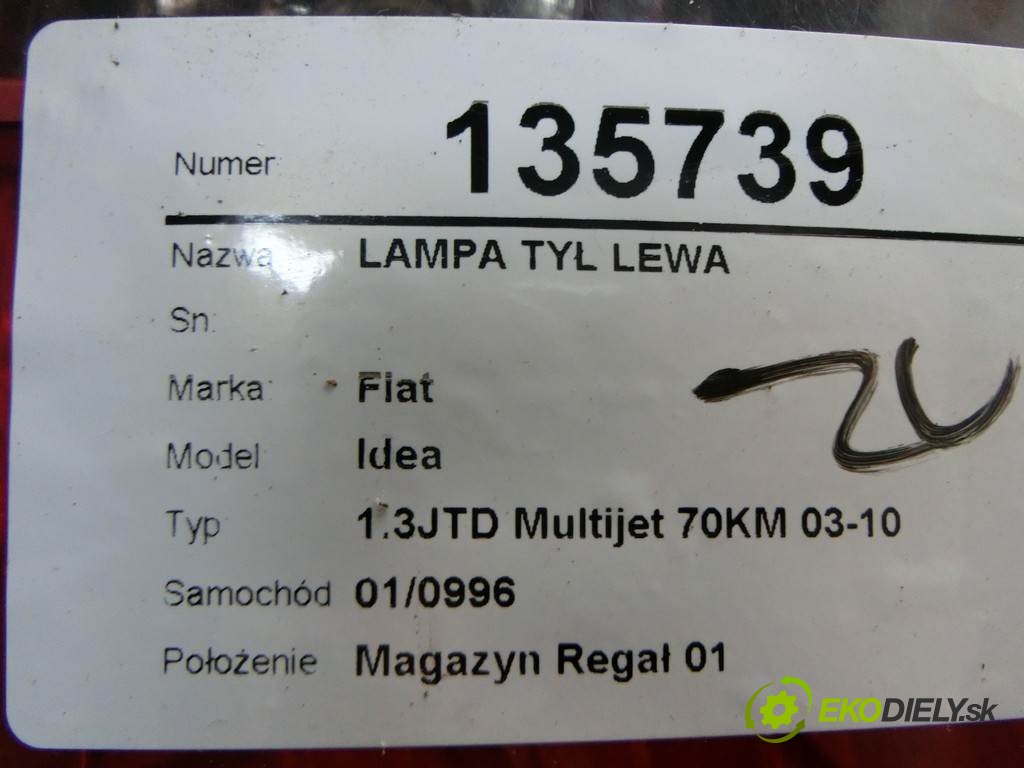 Numer 135739
Nazwa LAMPA TYŁ LEWA
Sn:
Marka Fiat
Model Idea
Typ 1.3JTD Multijet 70KM 03-10
Samochód 01/0996
Położenie Magazyn Regał 01
EKODIELY.sk